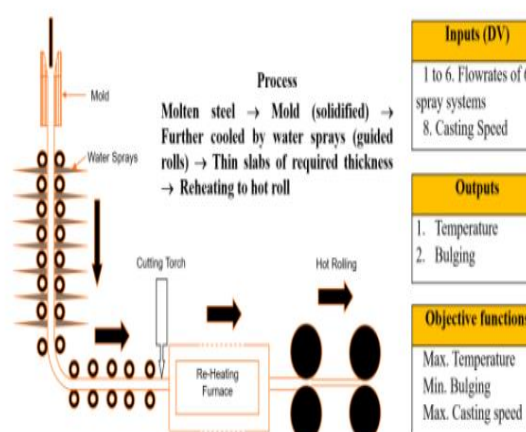 Mold
Water Sprays
Process
Molten steel → Mold (solidified) →
Further cooled by water sprays (guided
rolls) → Thin slabs of required thickness
→ Reheating to hot roll
Cutting Torch
Hot Rolling
Re-Heating
Furnace
Inputs (DV)
1 to 6. Flowrates of
spray systems
8. Casting Speed
Outputs
1. Temperature
2. Bulging
Objective function
Max. Temperature
Min. Bulging
Max. Casting speed